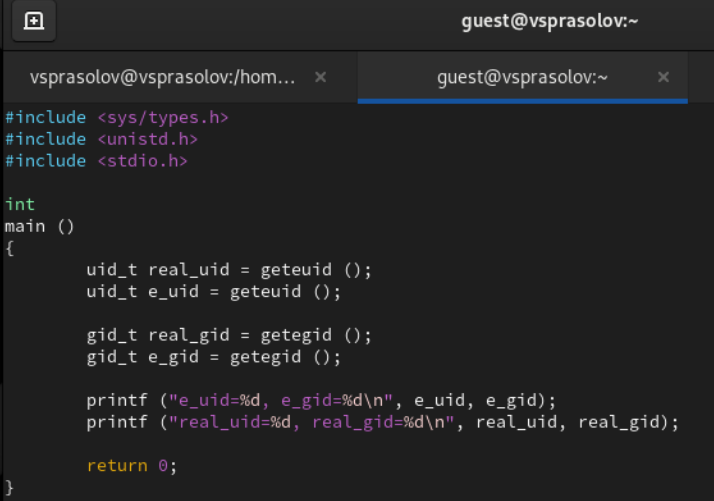 guest@vsprasolov:~
vsprasolov@vsprasolov:/hom... ×
guest@vsprasolov:~ ×
#include <sys/types.h>
#include <unistd.h>
#include <stdio.h>
int
main ()
{
uid_t real_uid = geteuid ();
uid_t e_uid = geteuid ();
gid_t real_gid = getegid ();
gid_t e_gid = getegid ();
printf ("e_uid=%d, e_gid=%d\n", e_uid, e_gid);
printf ("real_uid=%d, real_gid=%d\n", real_uid, real_gid);
return 0;
}